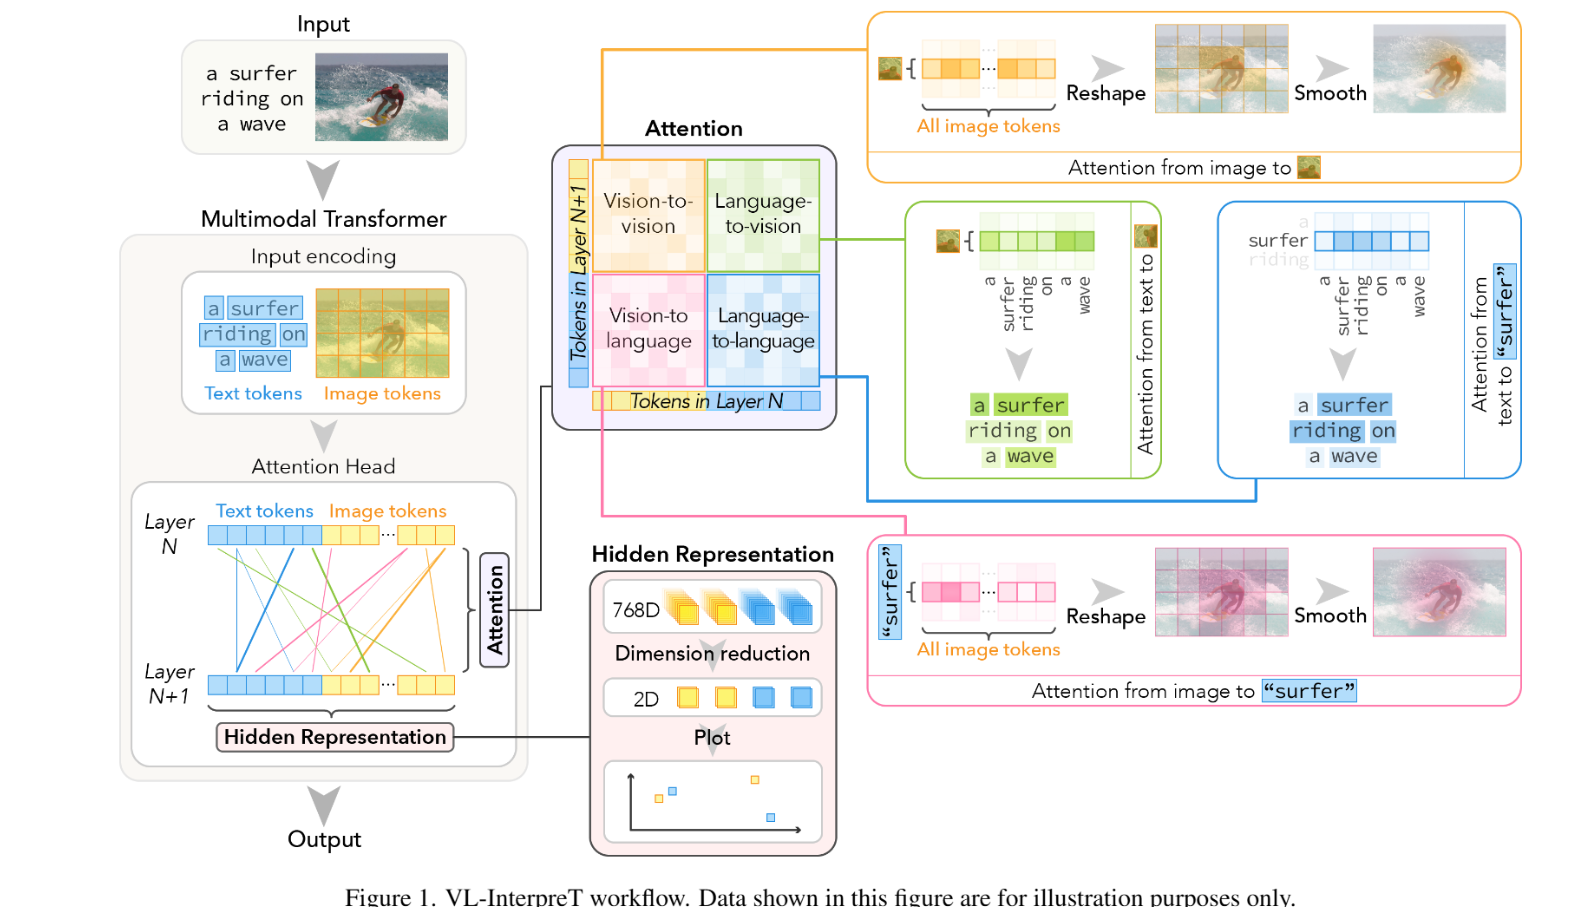 Input
a surfer
riding on
a wave
Multimodal Transformer
Input encoding
a surfer
riding on
a wave
Text tokens
Image tokens
Attention Head
Text tokens
Image tokens
Layer
N
...
Attention
Layer
N+1
...
Hidden Representation
Output
Attention
Tokens in Layer N+1
Vision-to-
vision
Language-
to-vision
Vision-to
language
Language-
to-language
Tokens in Layer N
Hidden Representation
768D
Dimension reduction
2D
Plot
...
All image tokens
Reshape
Smooth
Attention from image to
a
surfer
riding
on
a
wave
a surfer
riding on
a wave
Attention from text to
a
surfer
riding
a
surfer
riding
on
a
wave
a surfer
riding on
a wave
Attention from
text to “surfer”
“surfer”
...
All image tokens
Reshape
Smooth
Attention from image to “surfer”
Figure 1. VL-InterpreT workflow. Data shown in this figure are for illustration purposes only.